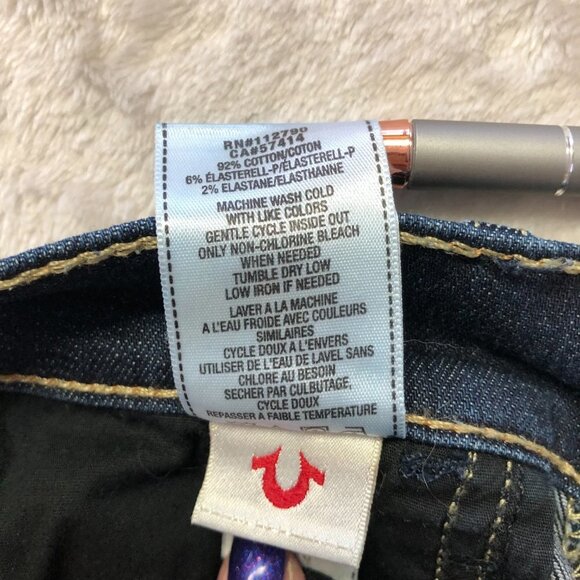 RN#112790
CA#57414
92% COTTON/COTON
6% ÉLASTERELL-P/ÉLASTERELL-P
2% ELASTANE/ELASTHANNE
MACHINE WASH COLD
WITH LIKE COLORS
GENTLE CYCLE INSIDE OUT
ONLY NON-CHLORINE BLEACH
WHEN NEEDED
TUMBLE DRY LOW
LOW IRON IF NEEDED
LAVER A LA MACHINE
A L'EAU FROIDE AVEC COULEURS
SIMILAIRES
CYCLE DOUX A L'ENVERS
UTILISER DE L'EAU DE LAVEL SANS
CHLORE AU BESOIN
SECHER PAR CULBUTAGE,
CYCLE DOUX
REPASSER A FAIBLE TEMPERATURE